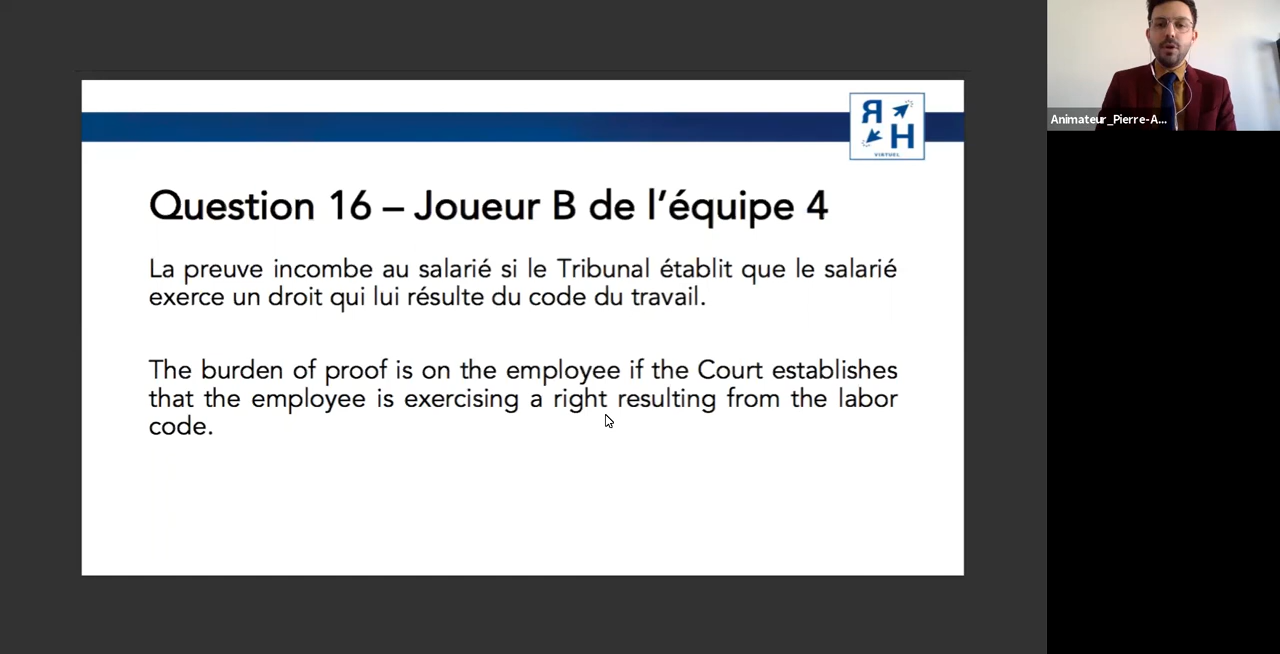 ЯH
VIRTUEL
Animateur_Pierre-A...
Question 16 – Joueur B de l’équipe 4
La preuve incombe au salarié si le Tribunal établit que le salarié
exerce un droit qui lui résulte du code du travail.
The burden of proof is on the employee if the Court establishes
that the employee is exercising a right resulting from the labor
code.